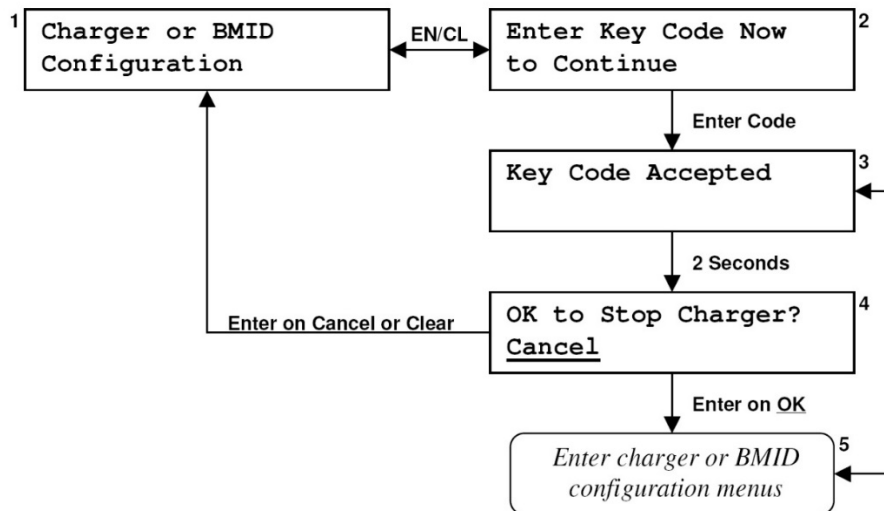 1
Charger or BMID
Configuration
EN/CL
2
Enter Key Code Now
to Continue
Enter Code
3
Key Code Accepted
2 Seconds
4
OK to Stop Charger?
Cancel
Enter on Cancel or Clear
Enter on OK
5
Enter charger or BMID
configuration menus